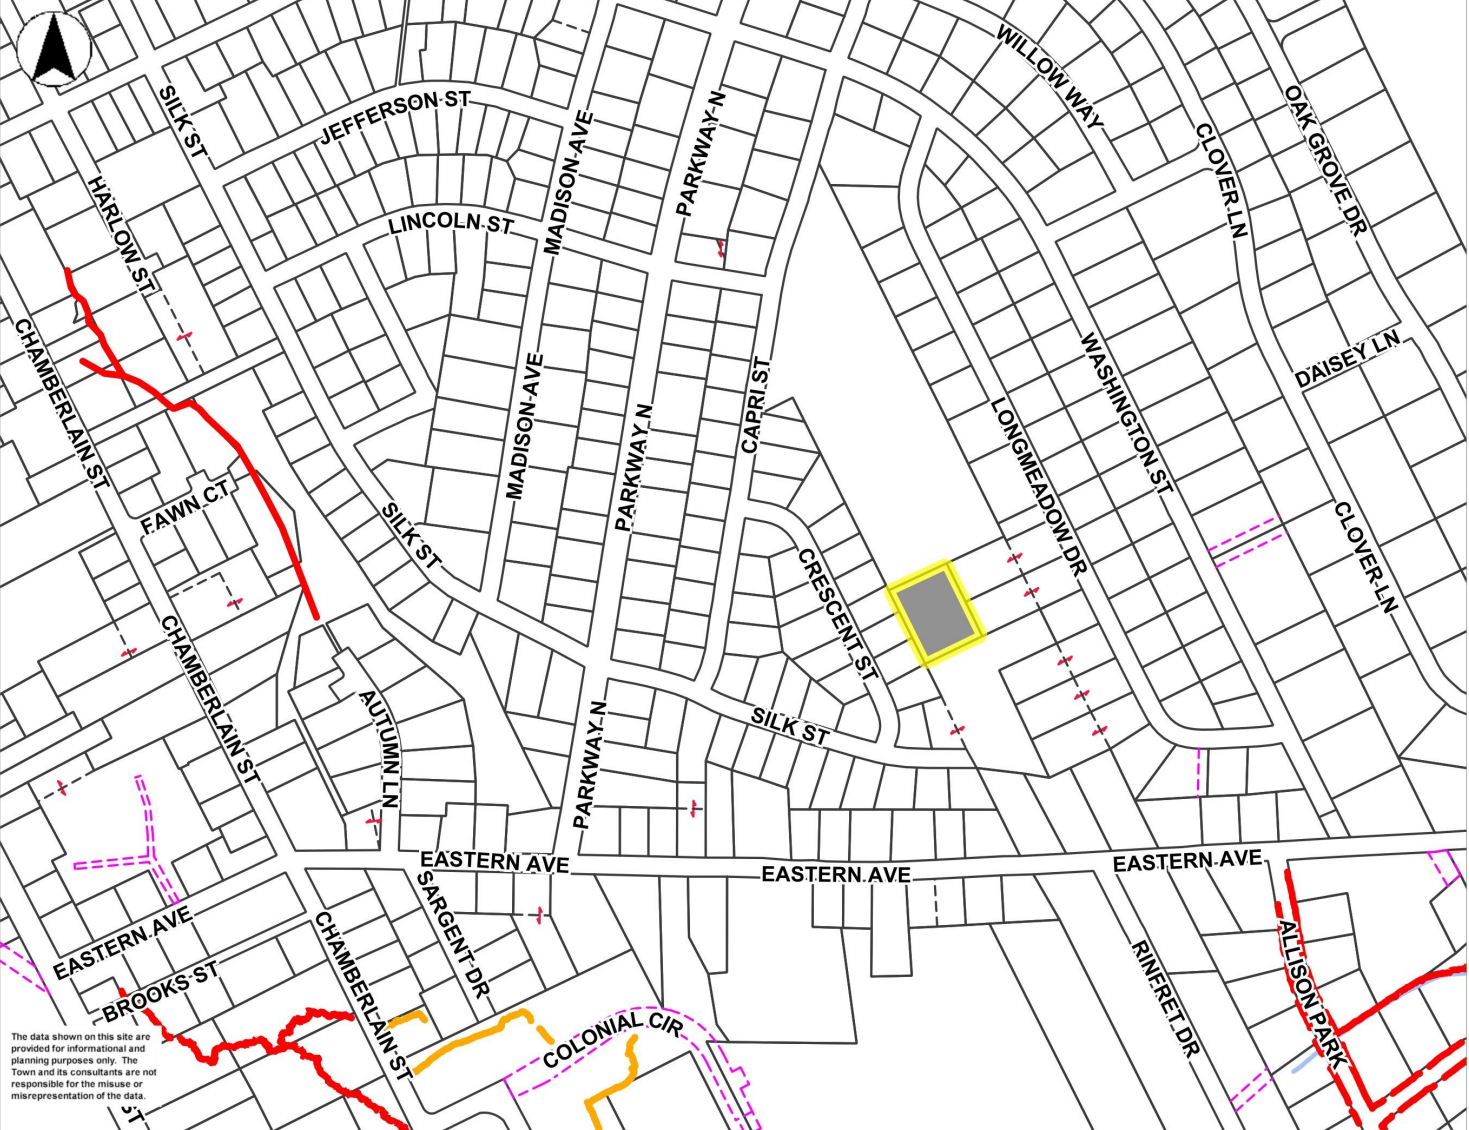 WILLOW WAY
SILK ST
JEFFERSON ST
OAK GROVE DR
PARKWAY N
MADISON AVE
CLOVER LN
HARLOW ST
LINCOLN ST
CHAMBERLAIN ST
DAISEY LN
WASHINGTON ST
MADISON AVE
CAPRI ST
PARKWAY N
LONGMEADOW DR
FAWN CT
SILK ST
CLOVER LN
CRESCENT ST
CHAMBERLAIN ST
AUTUMN LN
PARKWAY N
SILK ST
EASTERN AVE
EASTERN AVE
EASTERN AVE
SARGENT DR
EASTERN AVE
CHAMBERLAIN ST
BROOKS ST
ALLISON PARK
RINFRET DR
COLONIAL CIR
The data shown on this site are
provided for informational and
planning purposes only. The
Town and its consultants are not
responsible for the misuse or
misrepresentation of the data.
ST